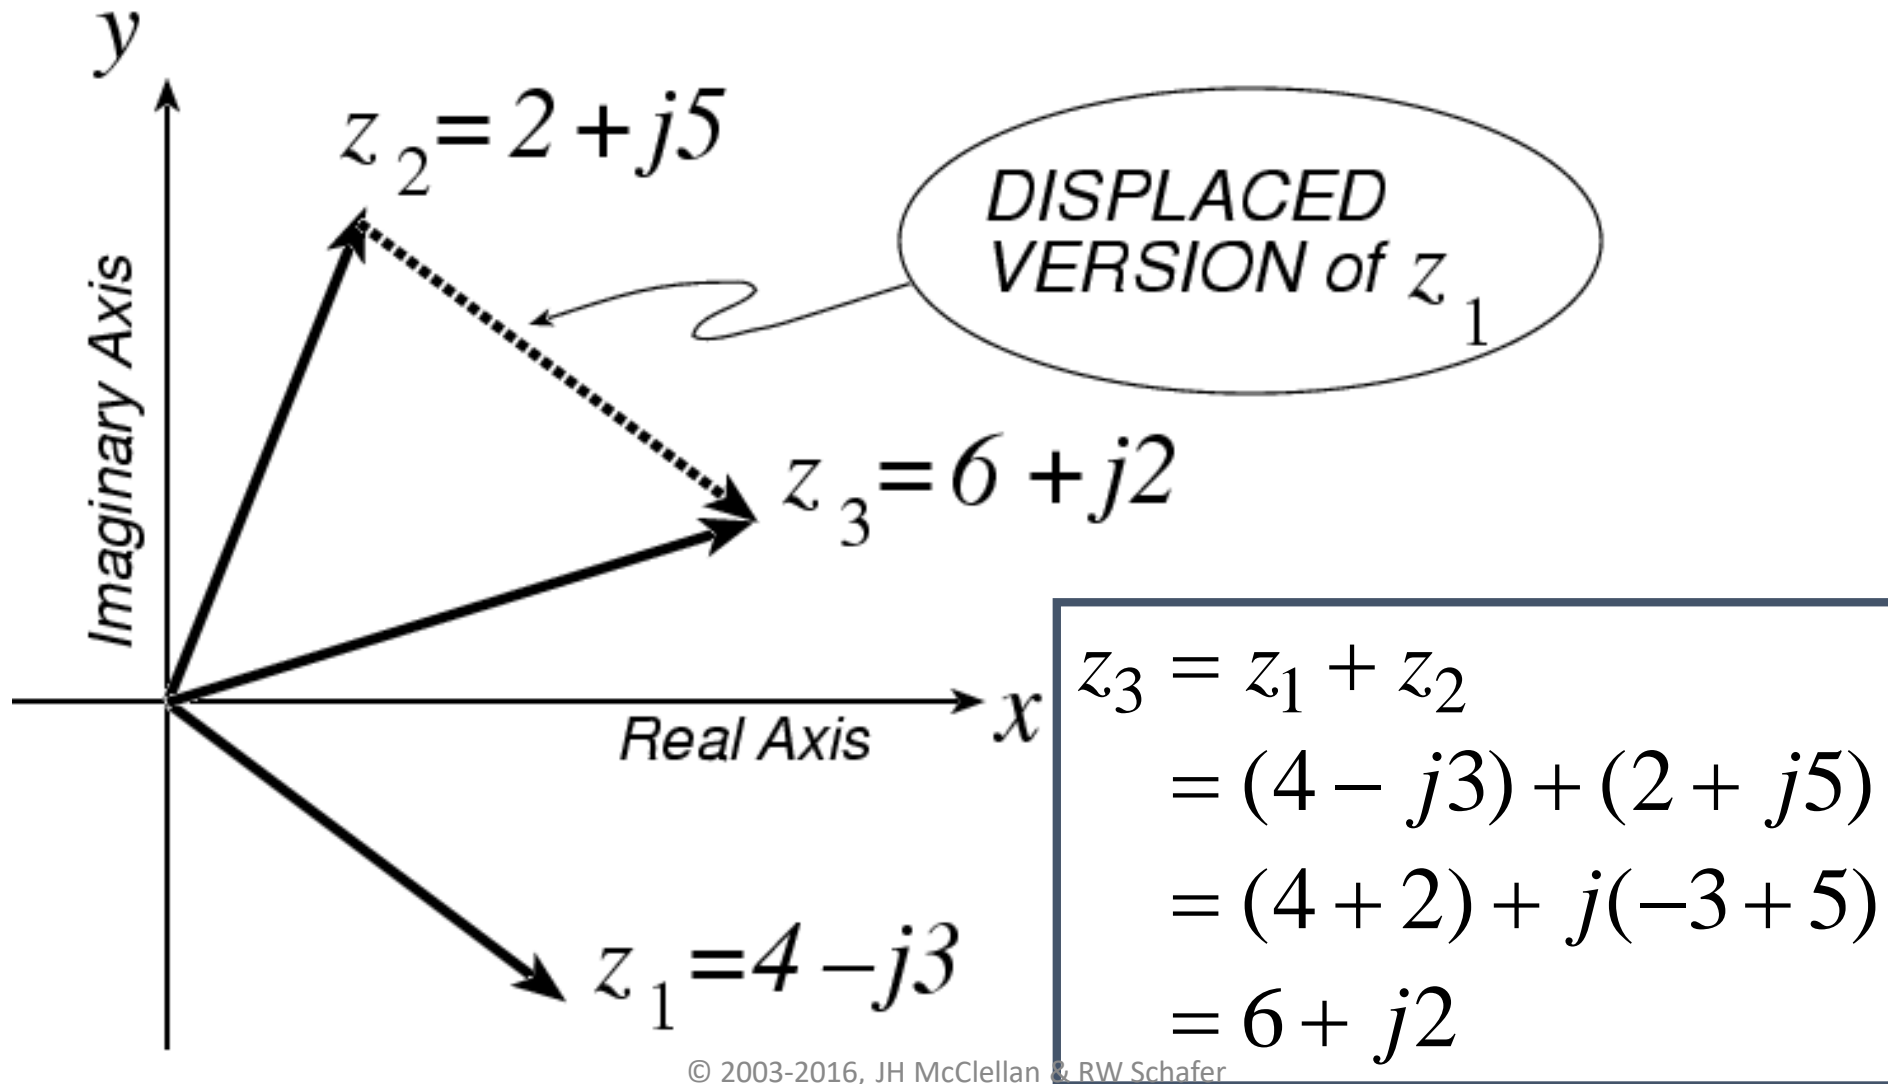 y
z₂ = 2 + j5
DISPLACED
VERSION of z₁
Imaginary Axis
z₃ = 6 + j2
x
Real Axis
z₁ = 4 − j3
z₃ = z₁ + z₂
= (4 − j3) + (2 + j5)
= (4 + 2) + j(−3 + 5)
= 6 + j2
© 2003-2016, JH McClellan & RW Schafer